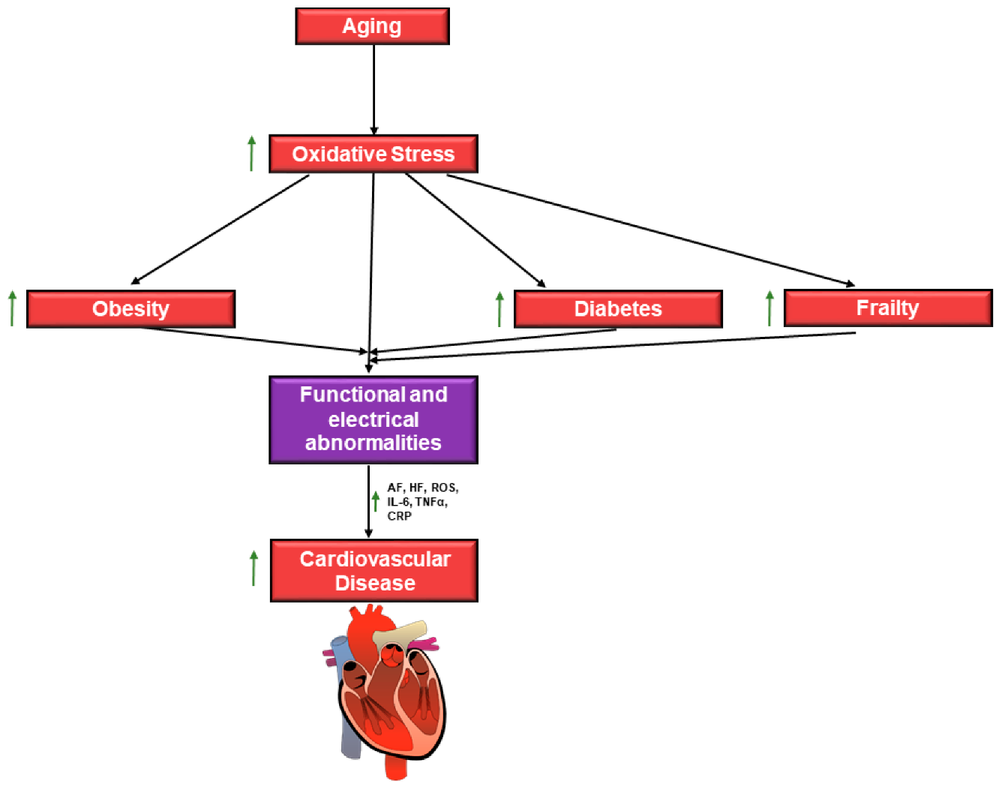 Aging
Oxidative Stress
Obesity
Diabetes
Frailty
Functional and
electrical
abnormalities
AF, HF, ROS,
IL-6, TNFα,
CRP
Cardiovascular
Disease